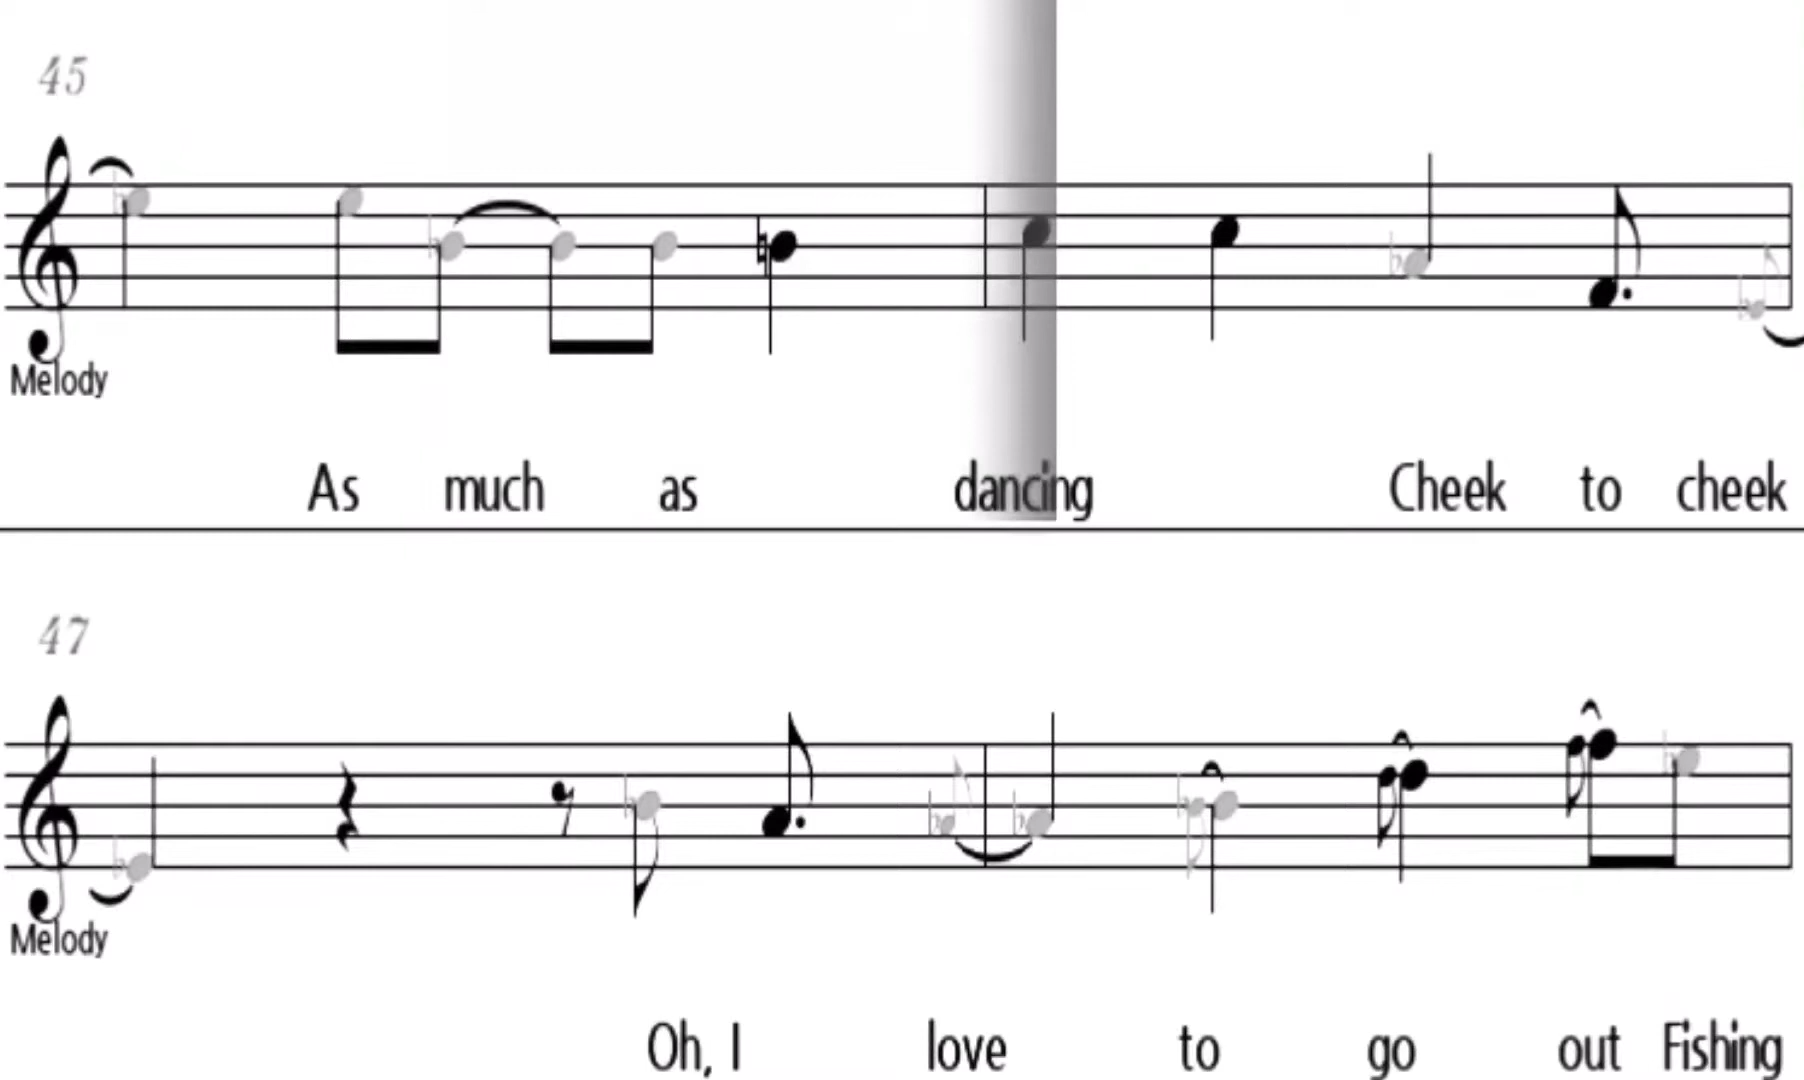 45
Melody
As much as dancing Cheek to cheek
47
Melody
Oh, I love to go out Fishing